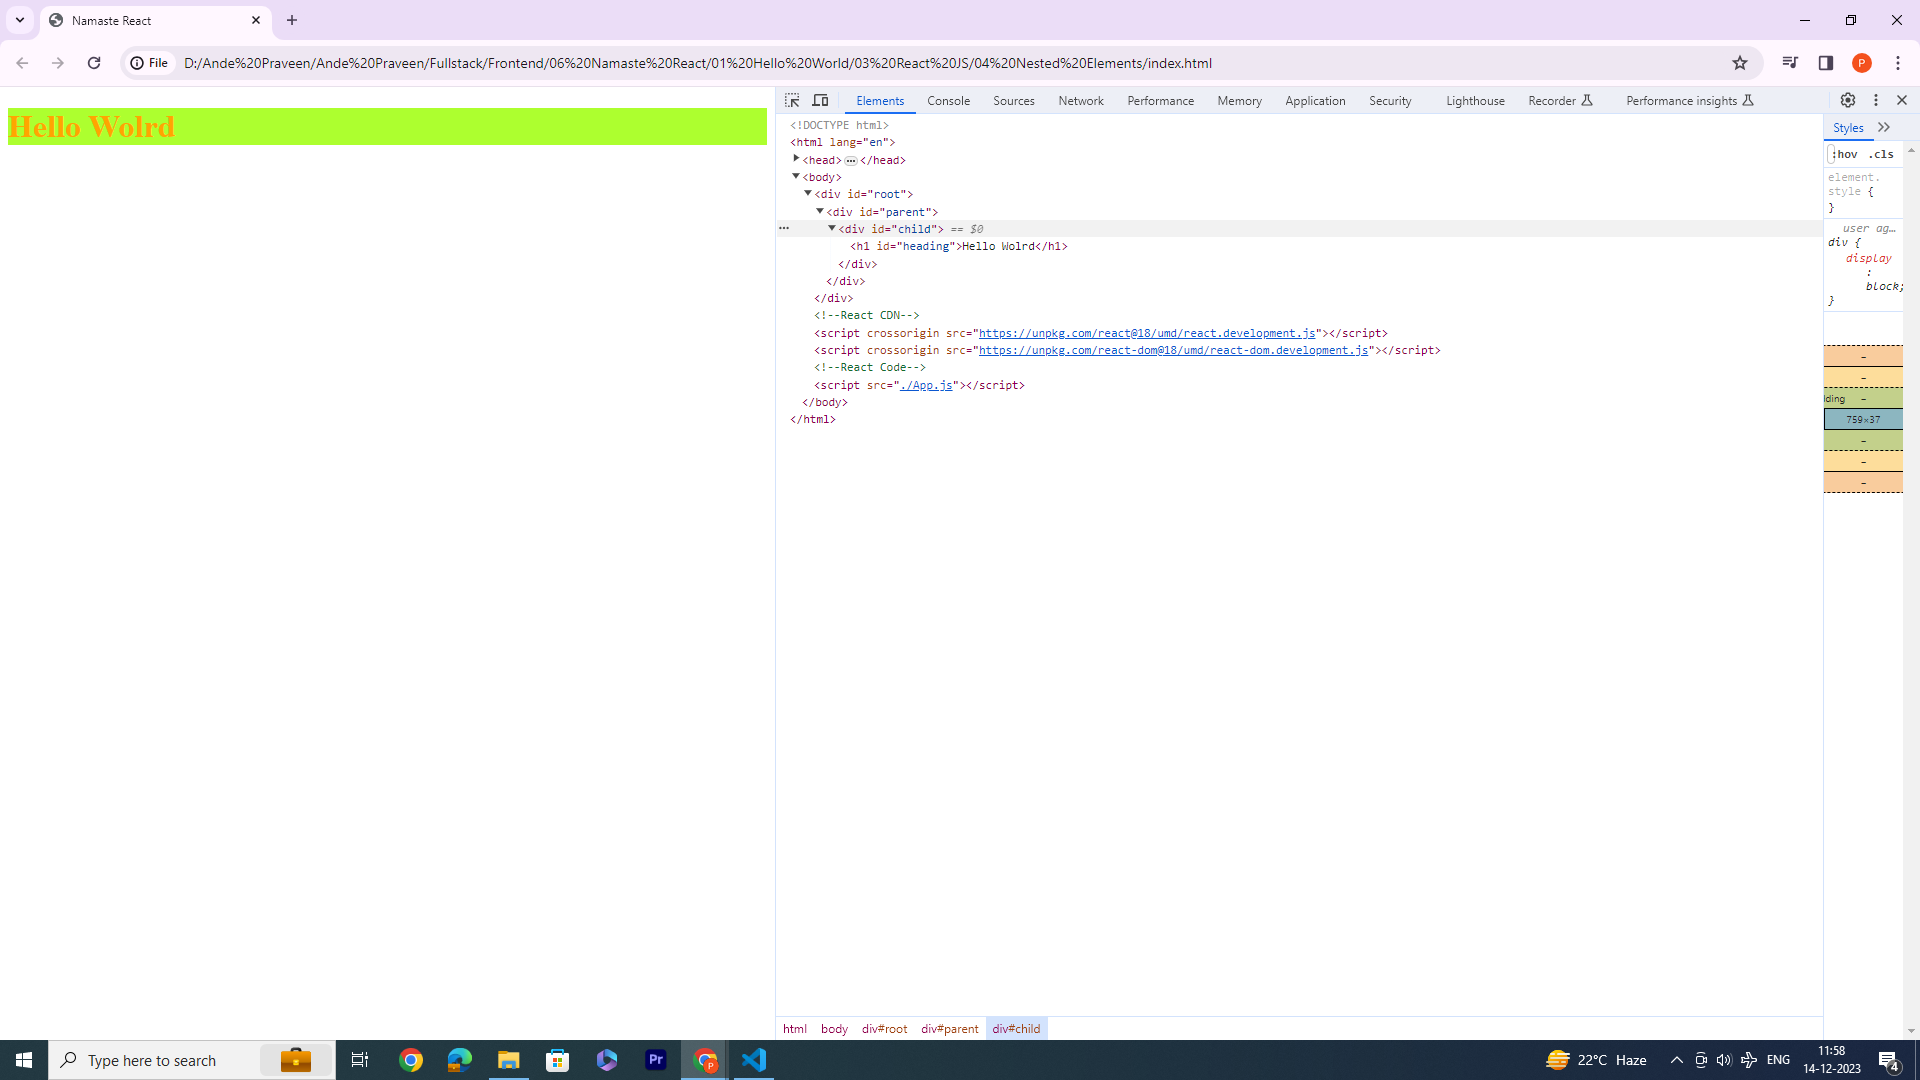 Namaste React
File
D:/Ande%20Praveen/Ande%20Praveen/Fullstack/Frontend/06%20Namaste%20React/01%20Hello%20World/03%20React%20JS/04%20Nested%20Elements/index.html
P
Hello Wolrd
Elements Console Sources Network Performance Memory Application Security Lighthouse Recorder Performance insights
<!DOCTYPE html>
<html lang="en">
<head>…</head>
<body>
<div id="root">
<div id="parent">
… <div id="child"> == $0
<h1 id="heading">Hello Wolrd</h1>
</div>
</div>
</div>
<!--React CDN-->
<script crossorigin src="https://unpkg.com/react@18/umd/react.development.js"></script>
<script crossorigin src="https://unpkg.com/react-dom@18/umd/react-dom.development.js"></script>
<!--React Code-->
<script src="./App.js"></script>
</body>
</html>
html body div#root div#parent div#child
Styles
:hov .cls
element.
style {
}
user ag…
div {
display
:
block;
}
-
-
lding -
759×37
-
-
-
Type here to search
Pr
P
22°C Haze
ENG
11:58
14-12-2023
4